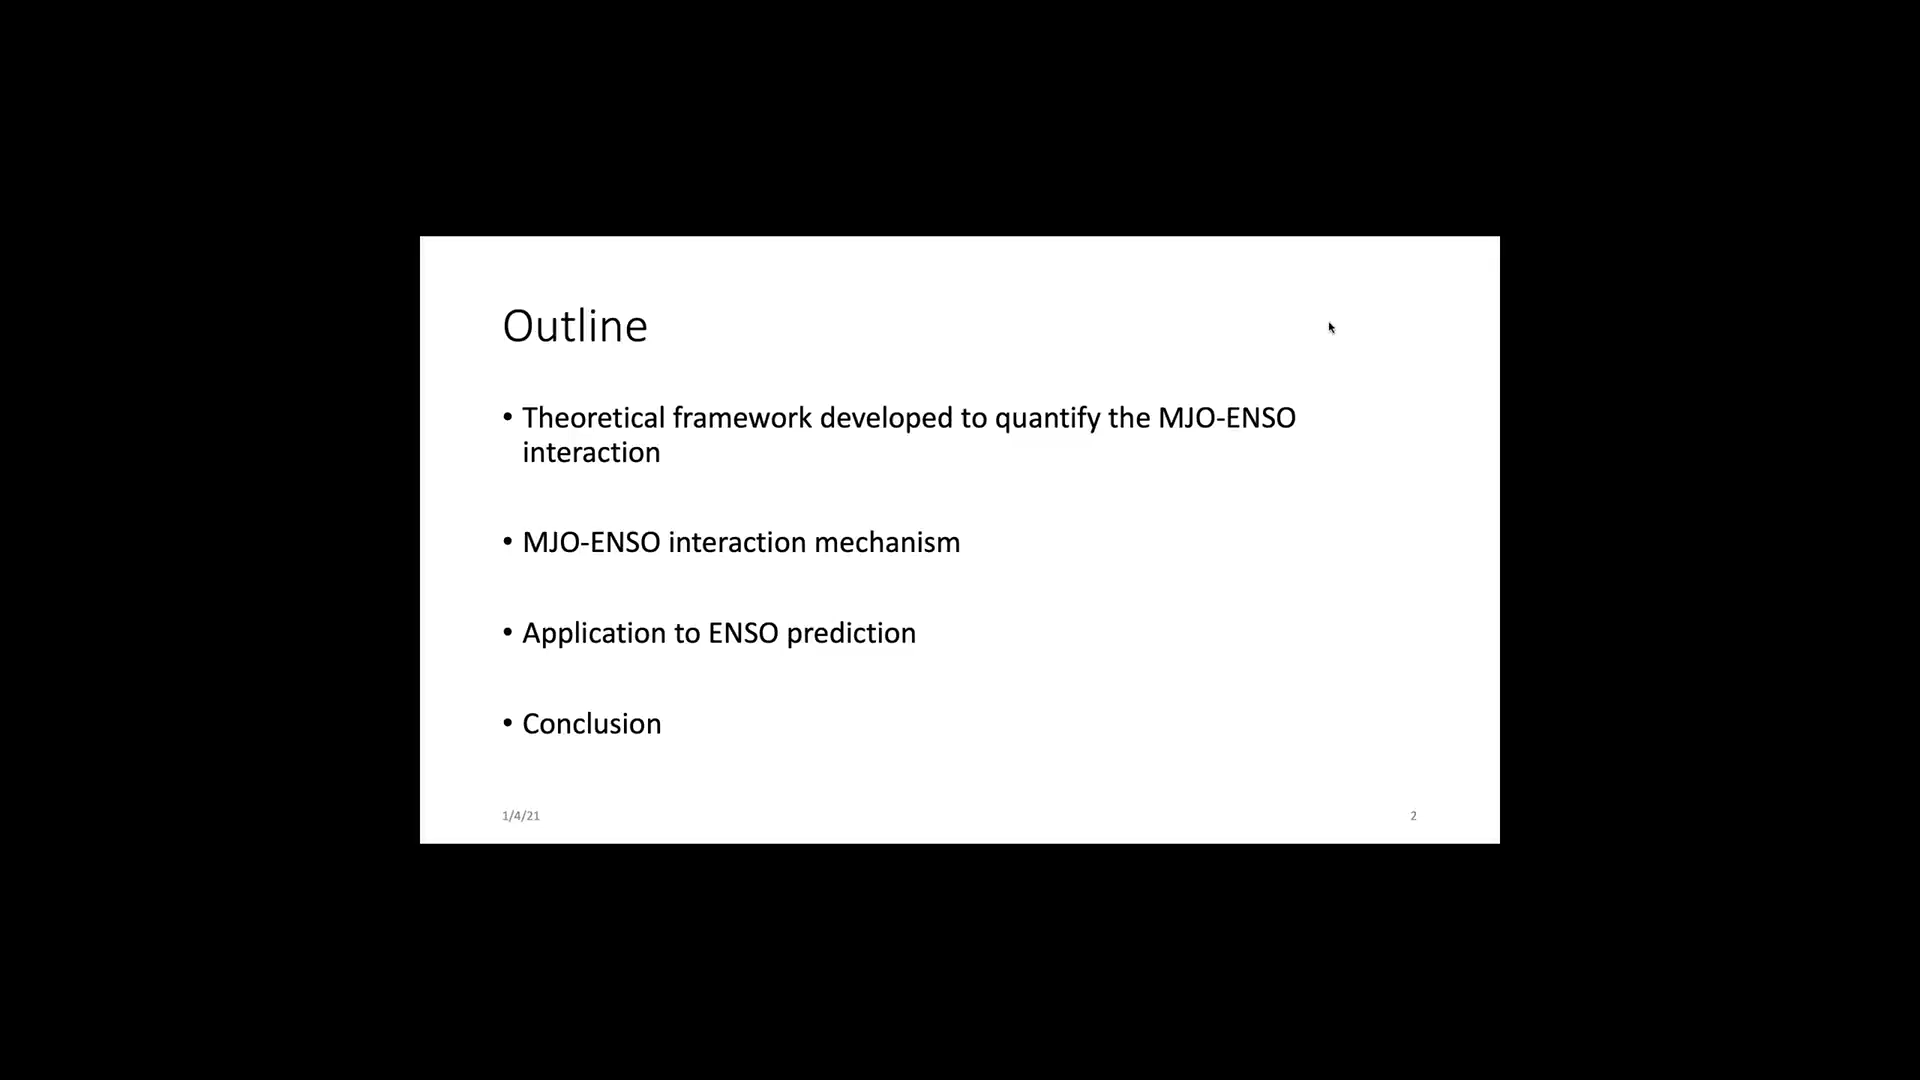 Outline
• Theoretical framework developed to quantify the MJO-ENSO
interaction
• MJO-ENSO interaction mechanism
• Application to ENSO prediction
• Conclusion
1/4/21
2